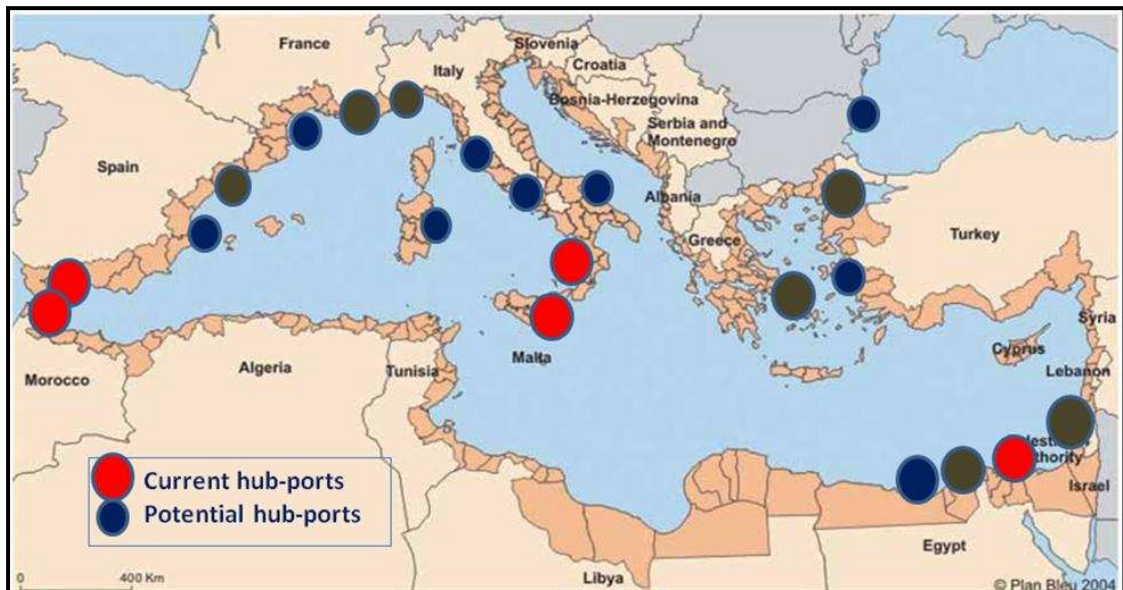 France
Slovenia
Italy
Croatia
Bosnia-Herzegovina
Serbia and
Montenegro
Spain
Albania
Turkey
Greece
Syria
Cyprus
Malta
Lebanon
Algeria
Tunisia
Morocco
thority
Israel
Current hub-ports
Potential hub-ports
Egypt
0 400 Km
Libya
© Plan Bleu 2004